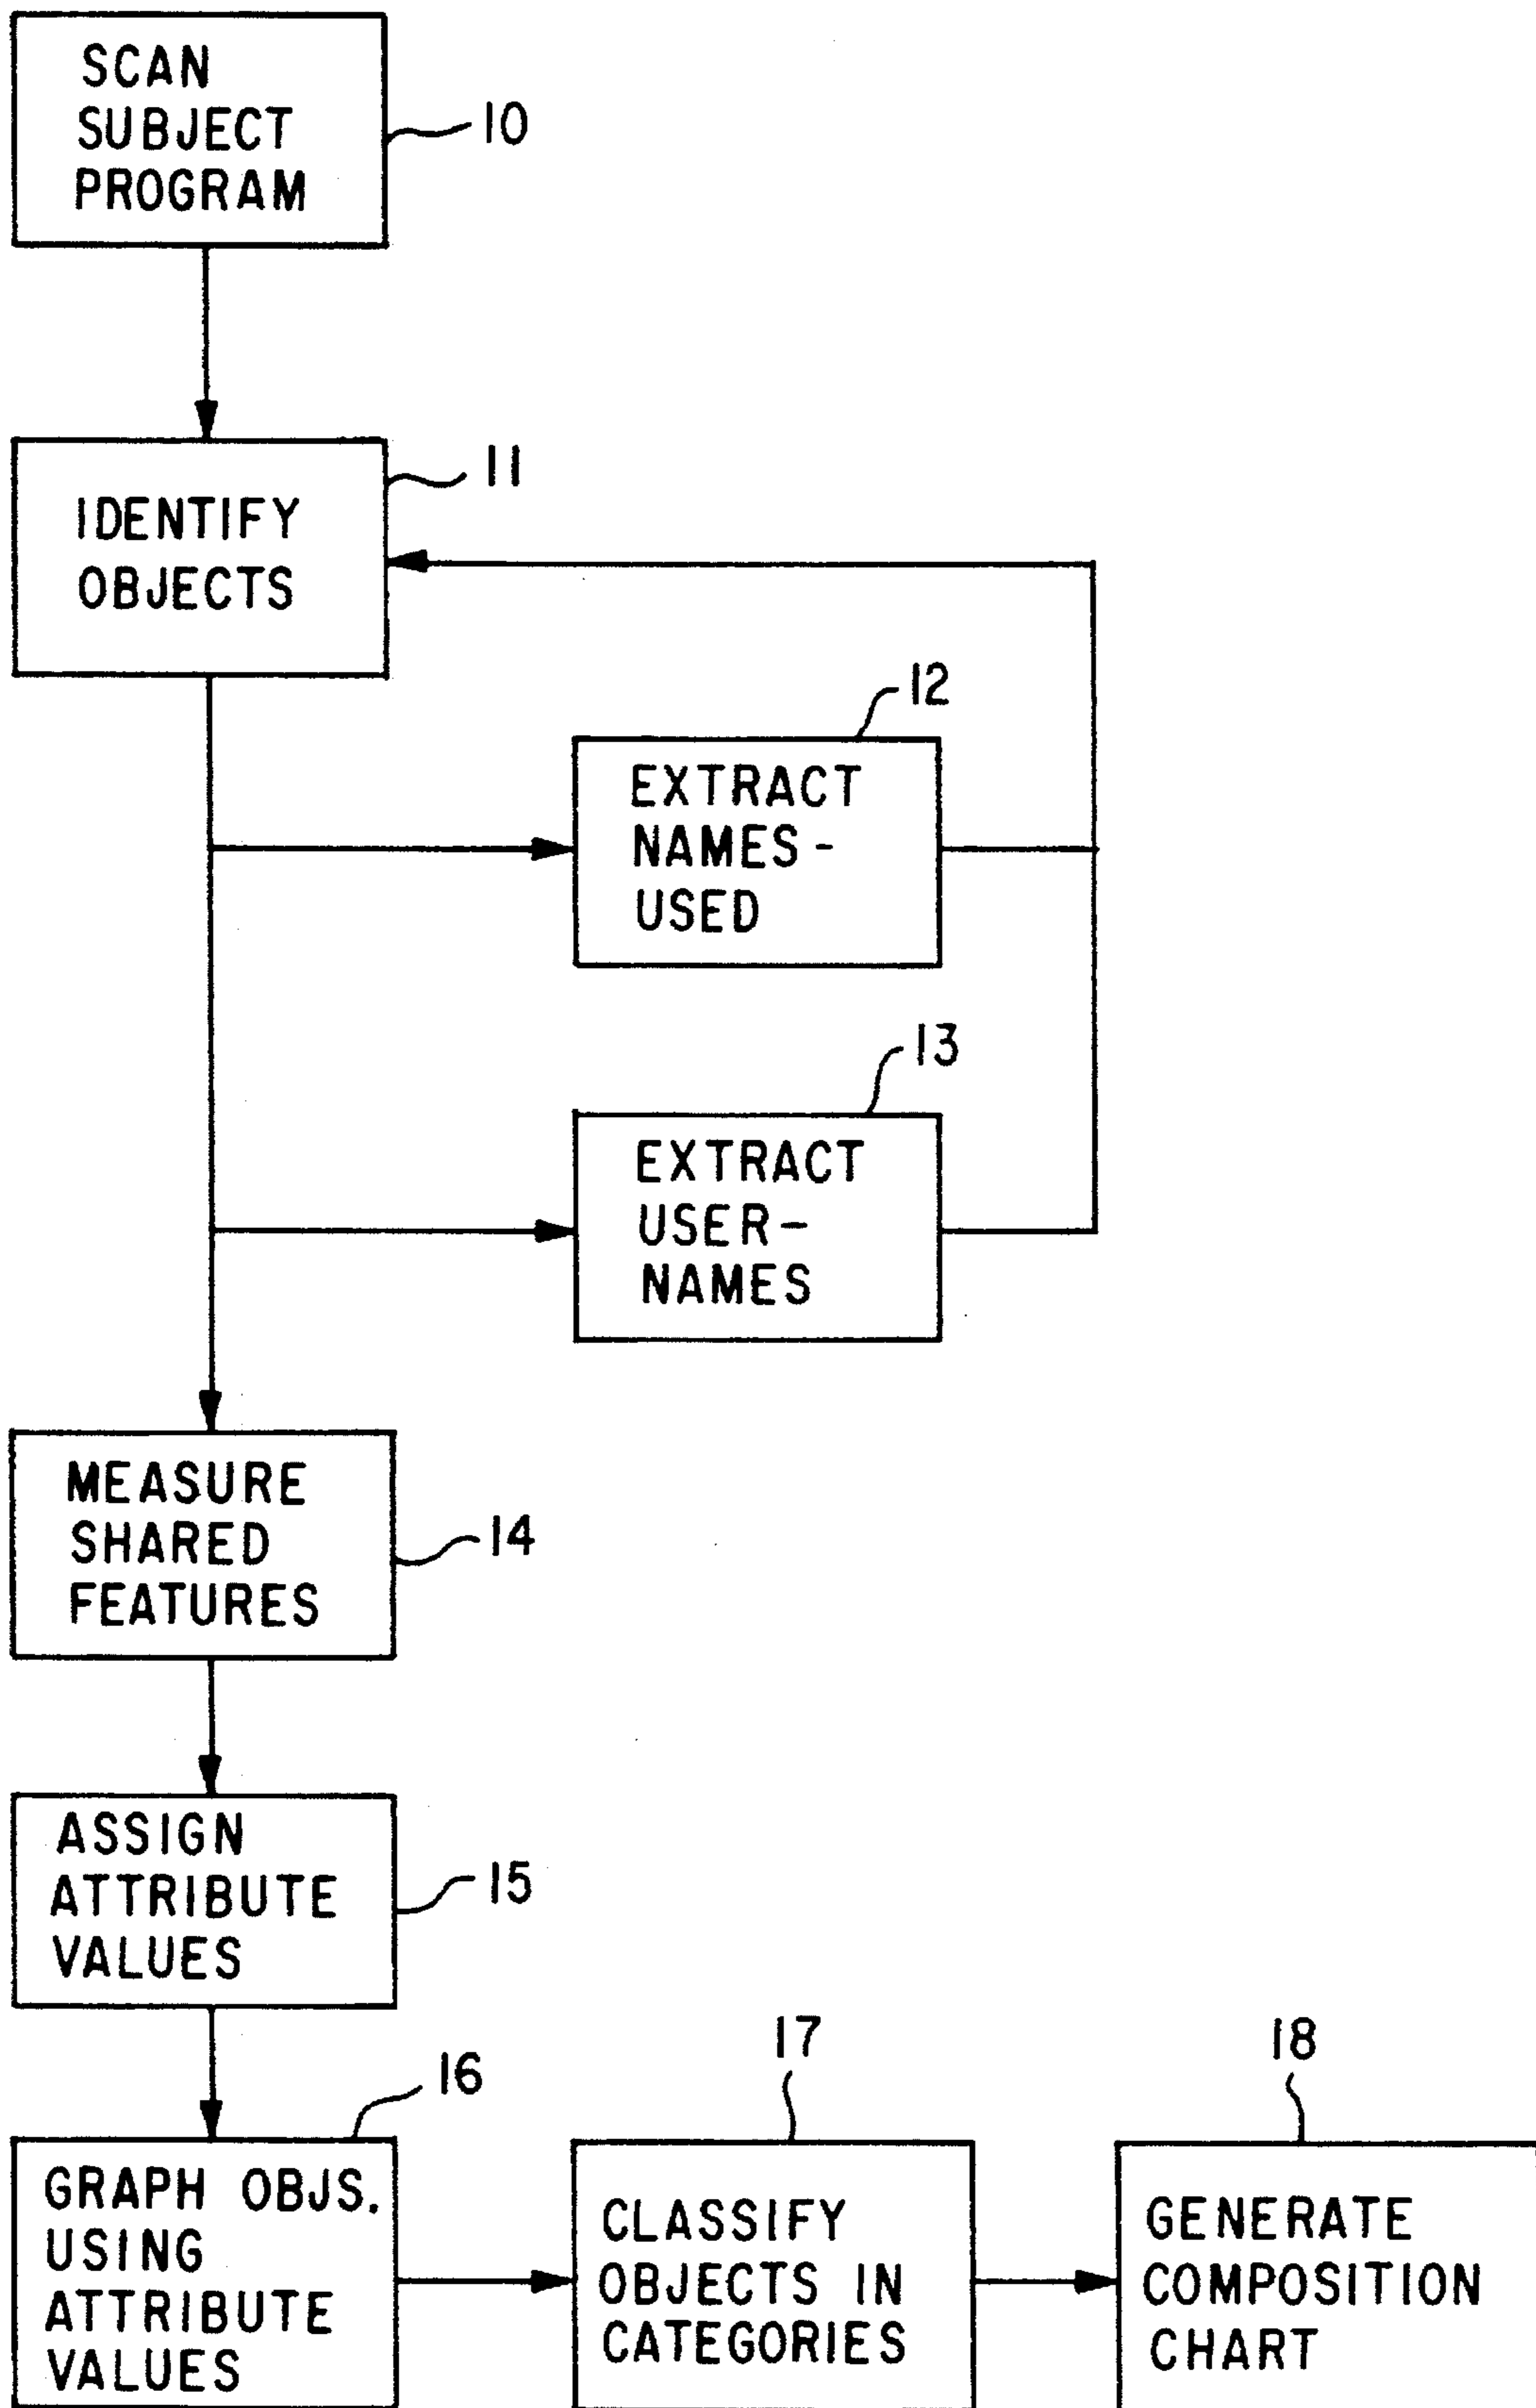 SCAN
SUBJECT
PROGRAM
10
IDENTIFY
OBJECTS
11
12
EXTRACT
NAMES-
USED
13
EXTRACT
USER-
NAMES
MEASURE
SHARED
FEATURES
14
ASSIGN
ATTRIBUTE
VALUES
15
16
GRAPH OBJS.
USING
ATTRIBUTE
VALUES
17
CLASSIFY
OBJECTS IN
CATEGORIES
18
GENERATE
COMPOSITION
CHART